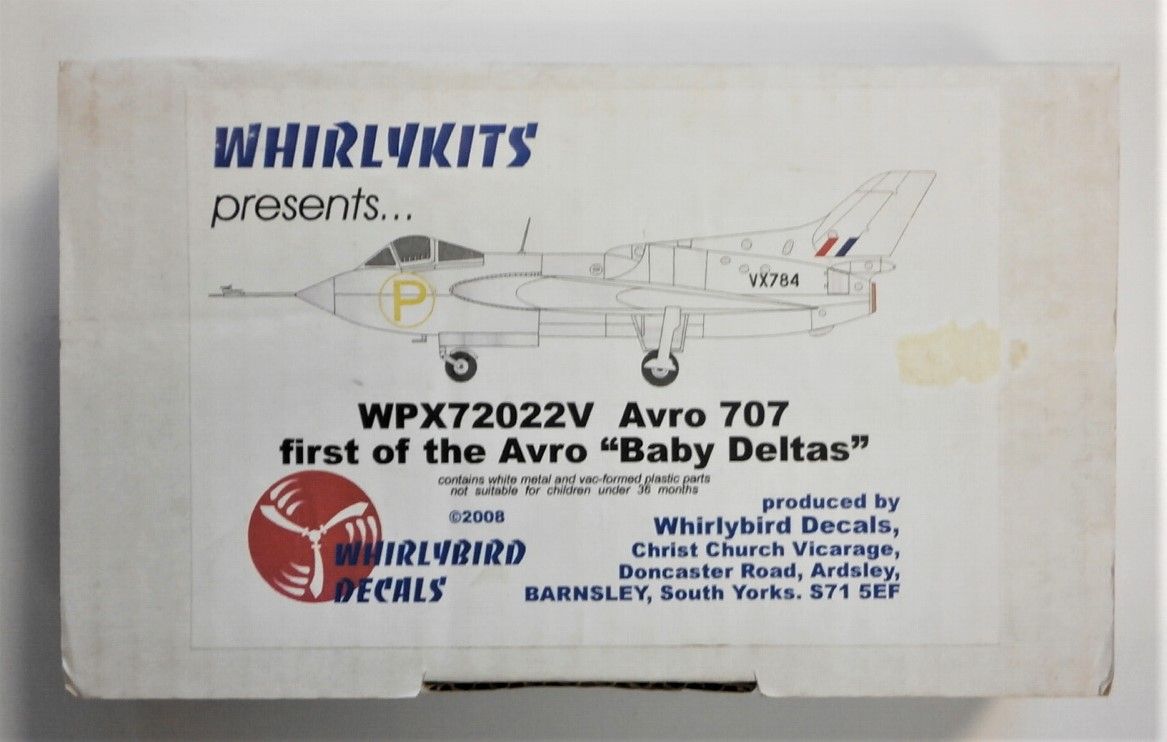 WHIRLYKITS
presents...
P
VX784
WPX72022V Avro 707
first of the Avro “Baby Deltas”
contains white metal and vac-formed plastic parts
not suitable for children under 36 months
©2008
WHIRLYBIRD
DECALS
produced by
Whirlybird Decals,
Christ Church Vicarage,
Doncaster Road, Ardsley,
BARNSLEY, South Yorks. S71 5EF